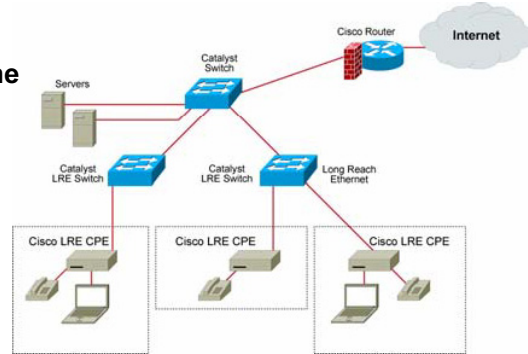 Cisco Router
Internet
ne
Catalyst
Switch
Servers
Catalyst
LRE Switch
Catalyst
LRE Switch
Long Reach
Ethernet
Cisco LRE CPE
Cisco LRE CPE
Cisco LRE CPE